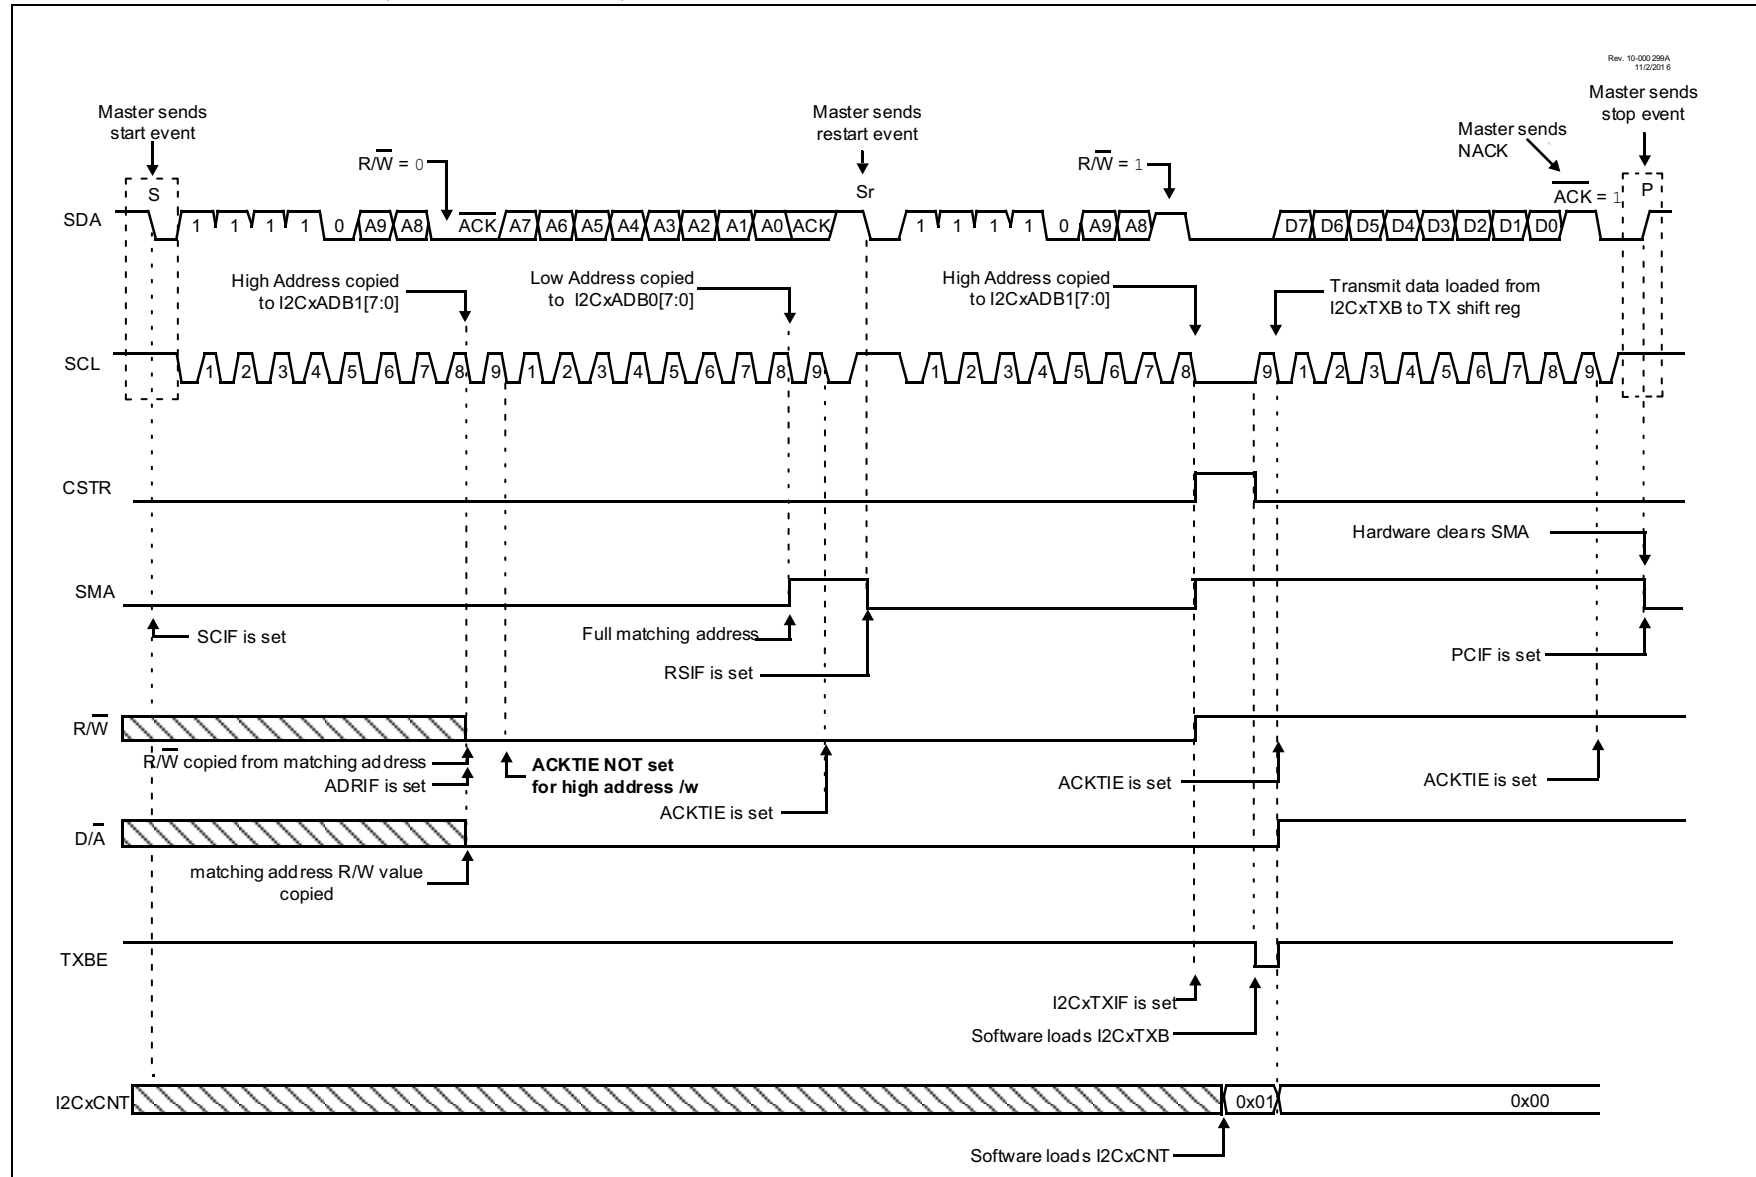 Rev. 10-000 299A
11/2/201 6
Master sends
start event
Master sends
restart event
Master sends
stop event
Master sends
NACK
R/W = 0
R/W = 1
ACK = 1
S
Sr
P
SDA
1 1 1 1 0 A9 A8 ACK A7 A6 A5 A4 A3 A2 A1 A0 ACK 1 1 1 1 0 A9 A8 D7 D6 D5 D4 D3 D2 D1 D0
High Address copied
to I2CxADB1[7:0]
Low Address copied
to I2CxADB0[7:0]
High Address copied
to I2CxADB1[7:0]
Transmit data loaded from
I2CxTXB to TX shift reg
SCL
1 2 3 4 5 6 7 8 9 1 2 3 4 5 6 7 8 9 1 2 3 4 5 6 7 8 9 1 2 3 4 5 6 7 8 9
CSTR
Hardware clears SMA
SMA
SCIF is set
Full matching address
RSIF is set
PCIF is set
R/W
R/W copied from matching address
ADRIF is set
ACKTIE NOT set
for high address /w
ACKTIE is set
ACKTIE is set
ACKTIE is set
D/A
matching address R/W value
copied
TXBE
I2CxTXIF is set
Software loads I2CxTXB
I2CxCNT
0x01
0x00
Software loads I2CxCNT